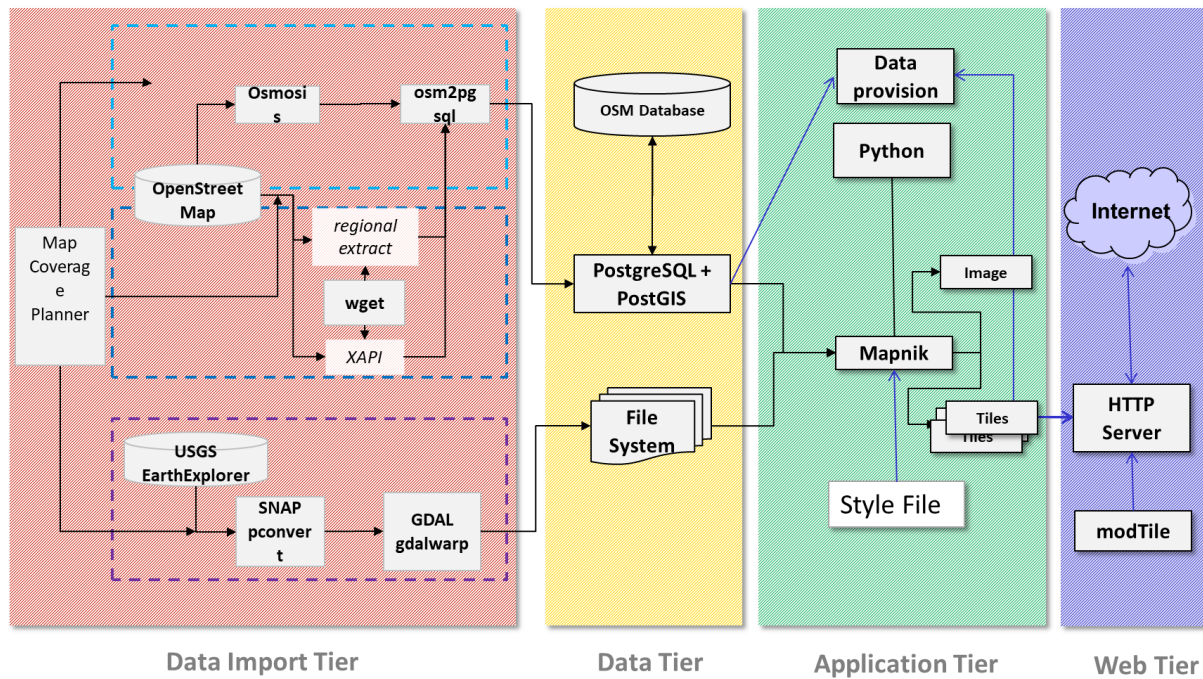 Osmosi
s
osm2pg
sql
OpenStreet
Map
regional
extract
wget
XAPI
Map
Coverag
e
Planner
USGS
EarthExplorer
SNAP
pconver
t
GDAL
gdalwarp
Data Import Tier
OSM Database
PostgreSQL +
PostGIS
File
System
Data Tier
Data
provision
Python
Image
Mapnik
Tiles
Tiles
Style File
Application Tier
Internet
HTTP
Server
modTile
Web Tier